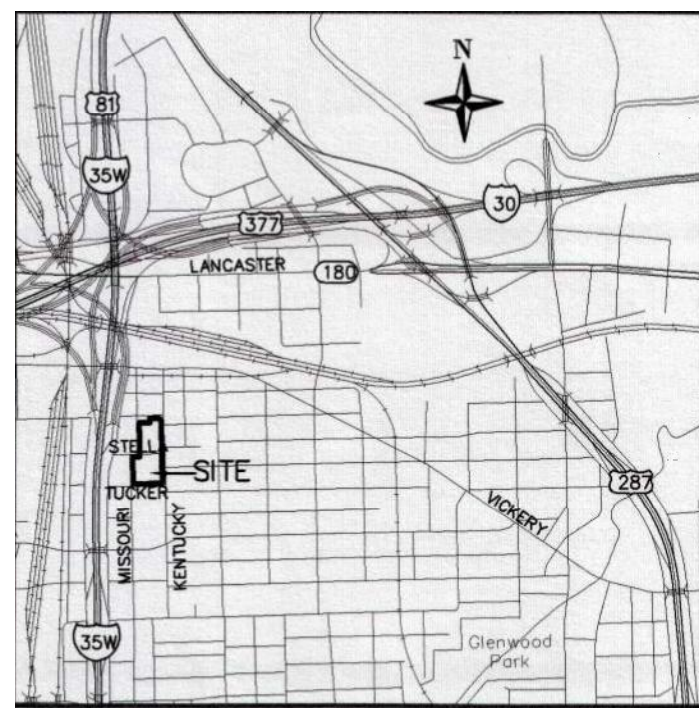 N
81
35W
30
377
LANCASTER
180
STELLA
SITE
TUCKER
287
VICKERY
MISSOURI
KENTUCKY
35W
Glenwood
Park